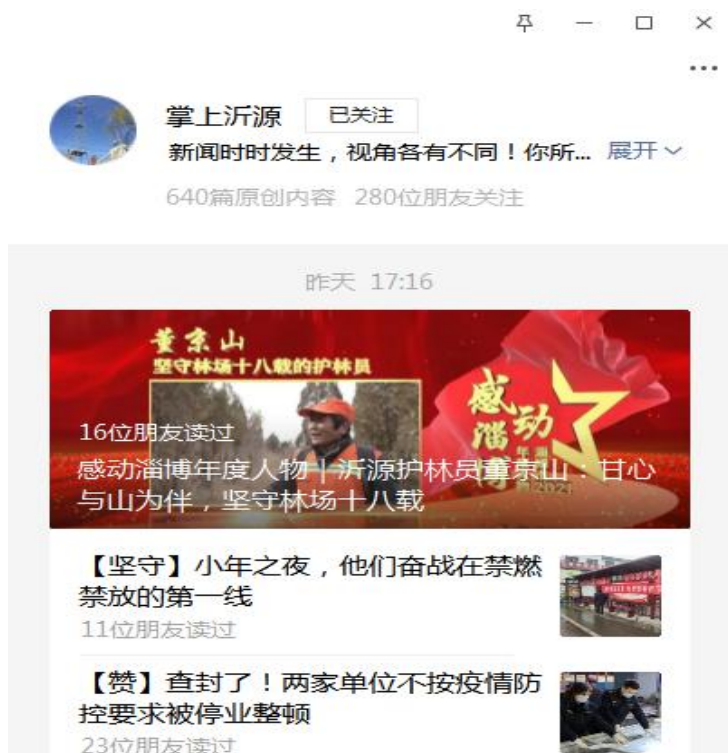 掌上沂源 已关注
新闻时时发生，视角各有不同！你所... 展开
640篇原创内容 280位朋友关注
昨天 17:16
董京山
坚守林场十八载的护林员
感动
淄博
16位朋友读过
感动淄博年度人物｜沂源护林员董京山：甘心
与山为伴，坚守林场十八载
【坚守】小年之夜，他们奋战在禁燃
禁放的第一线
11位朋友读过
【赞】查封了！两家单位不按疫情防
控要求被停业整顿
23位朋友读过